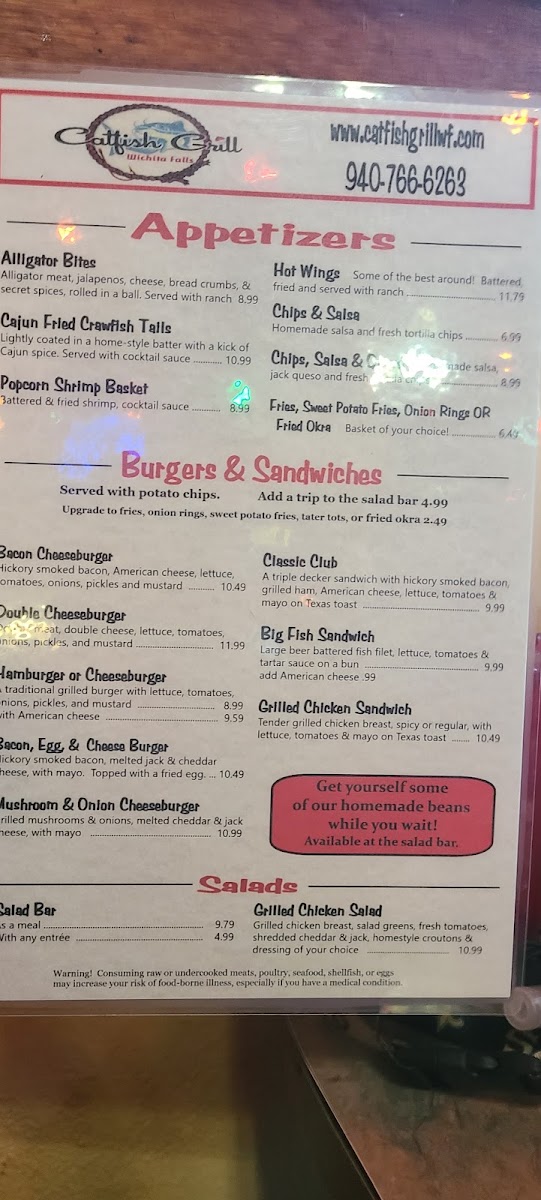 Catfish Grill
Wichita Falls
www.catfishgrillwf.com
940-766-6263
Appetizers
Alligator Bites
Alligator meat, jalapenos, cheese, bread crumbs, &
secret spices, rolled in a ball. Served with ranch 8.99
Cajun Fried Crawfish Tails
Lightly coated in a home-style batter with a kick of
Cajun spice. Served with cocktail sauce ........... 10.99
Popcorn Shrimp Basket
Battered & fried shrimp, cocktail sauce .......... 8.99
Hot Wings Some of the best around! Battered,
fried and served with ranch ........................... 11.79
Chips & Salsa
Homemade salsa and fresh tortilla chips ........... 6.99
Chips, Salsa &
made salsa,
jack queso and fresh 8.99
Fries, Sweet Potato Fries, Onion Rings OR
Fried Okra Basket of your choice! ............. 6.49
Burgers & Sandwiches
Served with potato chips. Add a trip to the salad bar 4.99
Upgrade to fries, onion rings, sweet potato fries, tater tots, or fried okra 2.49
Bacon Cheeseburger
Hickory smoked bacon, American cheese, lettuce,
tomatoes, onions, pickles and mustard .......... 10.49
Double Cheeseburger
meat, double cheese, lettuce, tomatoes,
onions, pickles, and mustard ........................... 11.99
Hamburger or Cheeseburger
A traditional grilled burger with lettuce, tomatoes,
onions, pickles, and mustard ........................... 8.99
with American cheese ........................................ 9.59
Bacon, Egg, & Cheese Burger
Hickory smoked bacon, melted jack & cheddar
cheese, with mayo. Topped with a fried egg. ... 10.49
Mushroom & Onion Cheeseburger
Grilled mushrooms & onions, melted cheddar & jack
cheese, with mayo ........................................ 10.99
Classic Club
A triple decker sandwich with hickory smoked bacon,
grilled ham, American cheese, lettuce, tomatoes &
mayo on Texas toast ........................................ 9.99
Big Fish Sandwich
Large beer battered fish filet, lettuce, tomatoes &
tartar sauce on a bun ........................................ 9.99
add American cheese .99
Grilled Chicken Sandwich
Tender grilled chicken breast, spicy or regular, with
lettuce, tomatoes & mayo on Texas toast ....... 10.49
Get yourself some
of our homemade beans
while you wait!
Available at the salad bar.
Salads
Salad Bar
As a meal ........................................ 9.79
With any entrée ........................................ 4.99
Grilled Chicken Salad
Grilled chicken breast, salad greens, fresh tomatoes,
shredded cheddar & jack, homestyle croutons &
dressing of your choice ........................... 10.99
Warning! Consuming raw or undercooked meats, poultry, seafood, shellfish, or eggs
may increase your risk of food-borne illness, especially if you have a medical condition.